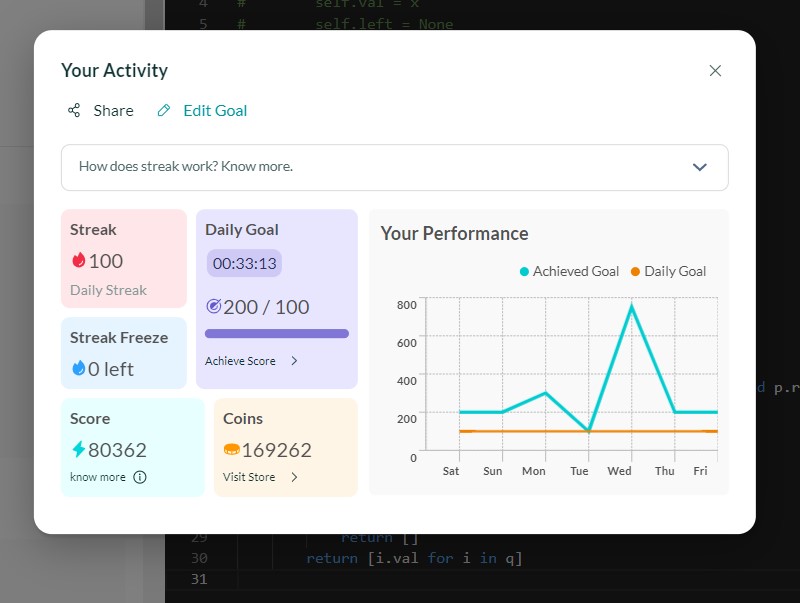 4 # self.val = x
5 # self.left = None
Your Activity
Share Edit Goal
How does streak work? Know more.
Streak
100
Daily Streak
Streak Freeze
0 left
Daily Goal
00:33:13
200 / 100
Achieve Score
Score
80362
know more
Coins
169262
Visit Store
Your Performance
Achieved Goal Daily Goal
800
600
400
200
0
Sat Sun Mon Tue Wed Thu Fri
d p.r
29 return []
30 return [i.val for i in q]
31